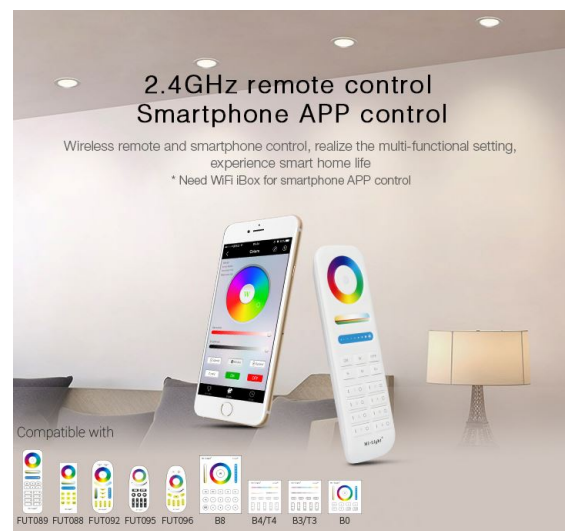 2.4GHz remote control
Smartphone APP control
Wireless remote and smartphone control, realize the multi-functional setting,
experience smart home life
* Need WiFi iBox for smartphone APP control
Mi·Light
Compatible with
FUT089 FUT088 FUT092 FUT095 FUT096 B8 B4/T4 B3/T3 B0